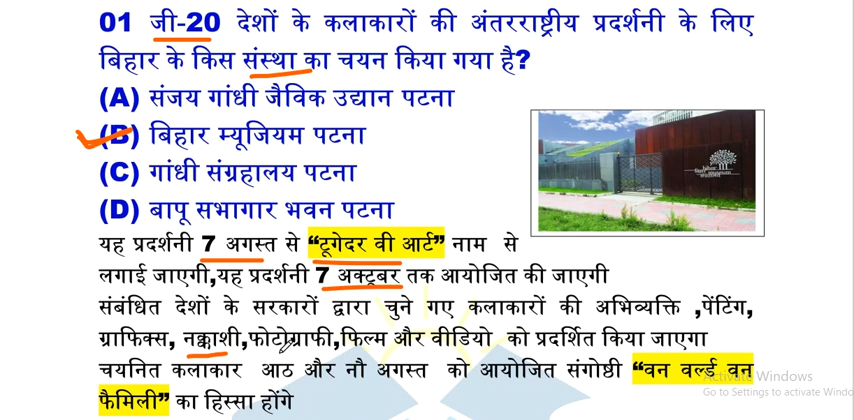 01 जी-20 देशों के कलाकारों की अंतरराष्ट्रीय प्रदर्शनी के लिए
बिहार के किस संस्था का चयन किया गया है?
(A) संजय गांधी जैविक उद्यान पटना
(B) बिहार म्यूजियम पटना
(C) गांधी संग्रहालय पटना
(D) बापू सभागार भवन पटना
यह प्रदर्शनी 7 अगस्त से “टूगेदर वी आर्ट” नाम से
लगाई जाएगी,यह प्रदर्शनी 7 अक्टूबर तक आयोजित की जाएगी
संबंधित देशों के सरकारों द्वारा चुने गए कलाकारों की अभिव्यक्ति ,पेंटिंग,
ग्राफिक्स, नक्काशी,फोटोग्राफी,फिल्म और वीडियो को प्रदर्शित किया जाएगा
चयनित कलाकार आठ और नौ अगस्त को आयोजित संगोष्ठी “वन वर्ल्ड वन
फैमिली” का हिस्सा होंगे
Activate Windows
Go to Settings to activate Windo